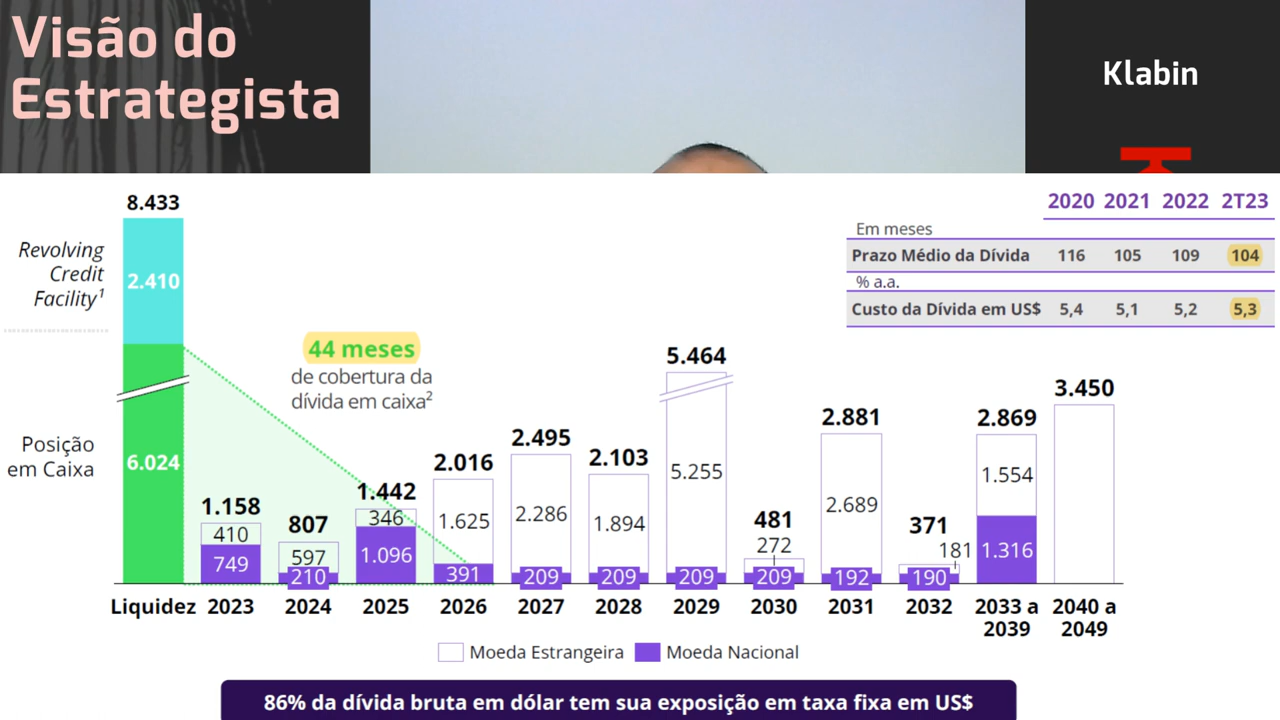 Visão do
Estrategista
Klabin
8.433
Revolving
Credit
Facility¹
2.410
Posição
em Caixa
6.024
44 meses
de cobertura da
dívida em caixa²
2020 2021 2022 2T23
Em meses
Prazo Médio da Dívida 116 105 109 104
% a.a.
Custo da Dívida em US$ 5,4 5,1 5,2 5,3
1.158
410
749
807
597
210
1.442
346
1.096
2.016
1.625
391
2.495
2.286
209
2.103
1.894
209
5.464
5.255
209
481
272
209
2.881
2.689
192
371
181
190
2.869
1.554
1.316
3.450
Liquidez 2023 2024 2025 2026 2027 2028 2029 2030 2031 2032 2033 a 2040 a
2039 2049
Moeda Estrangeira Moeda Nacional
86% da dívida bruta em dólar tem sua exposição em taxa fixa em US$